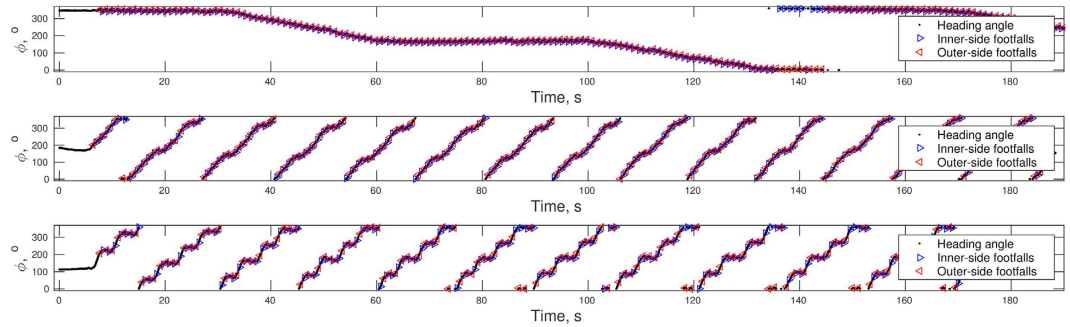 300
200
100
0
ϕ, °
0 20 40 60 80 100 120 140 160 180
Time, s
Heading angle
Inner-side footfalls
Outer-side footfalls
300
200
100
0
ϕ, °
0 20 40 60 80 100 120 140 160 180
Time, s
Heading angle
Inner-side footfalls
Outer-side footfalls
300
200
100
0
ϕ, °
0 20 40 60 80 100 120 140 160 180
Time, s
Heading angle
Inner-side footfalls
Outer-side footfalls